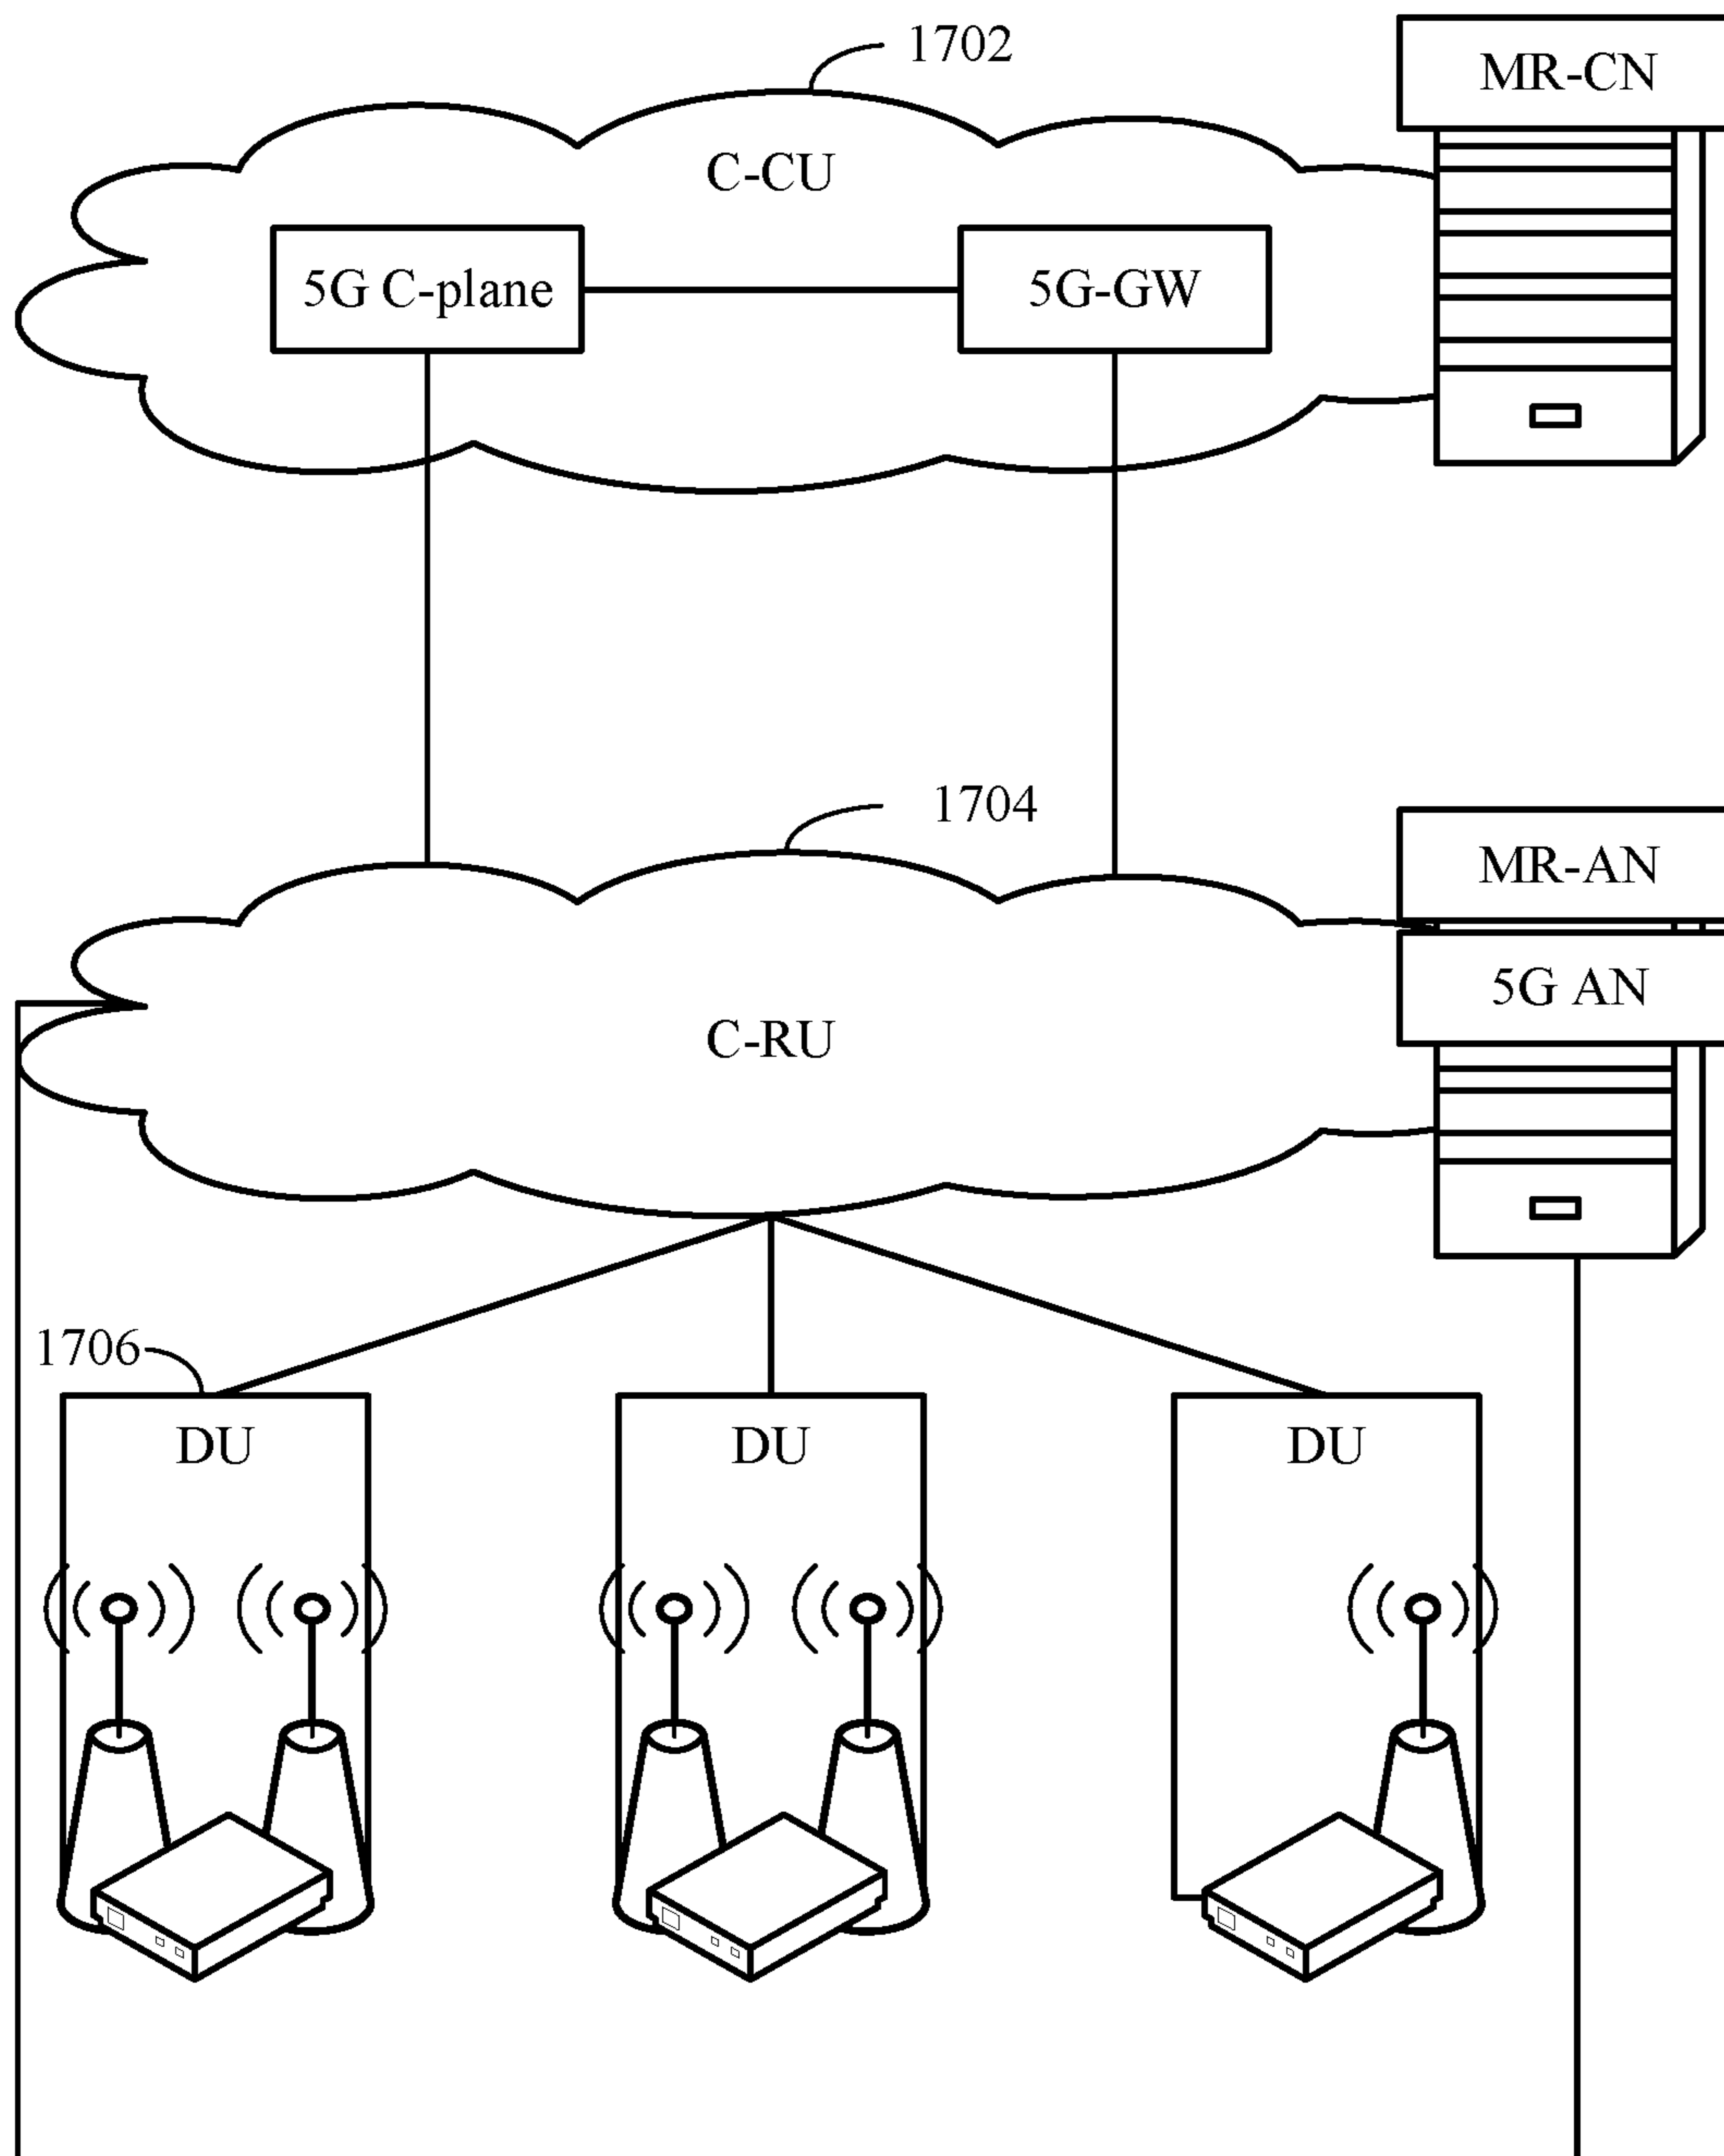 1702
MR-CN
C-CU
5G C-plane
5G-GW
1704
MR-AN
5G AN
C-RU
1706
DU
DU
DU